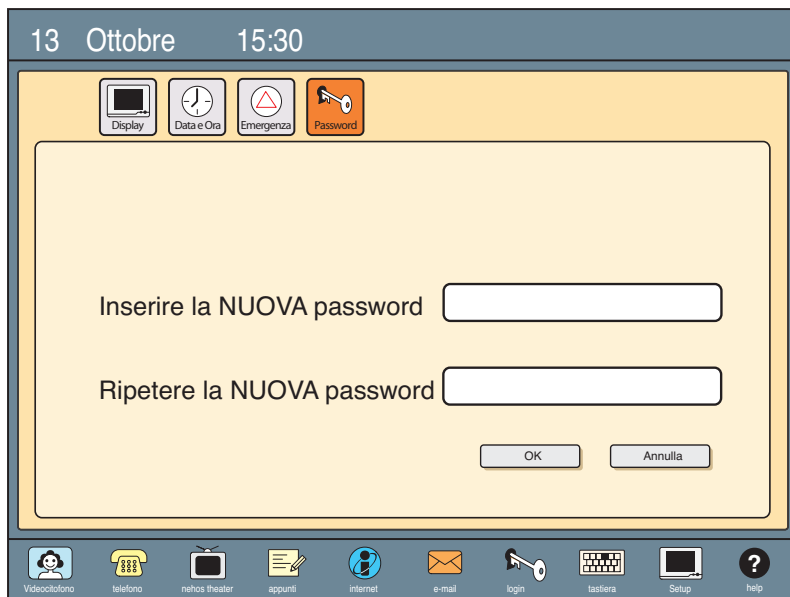 13 Ottobre 15:30
Display Data e Ora Emergenza Password
Inserire la NUOVA password
Ripetere la NUOVA password
OK Annulla
Videocitofono telefono nehos theater appunti internet e-mail login tastiera Setup help